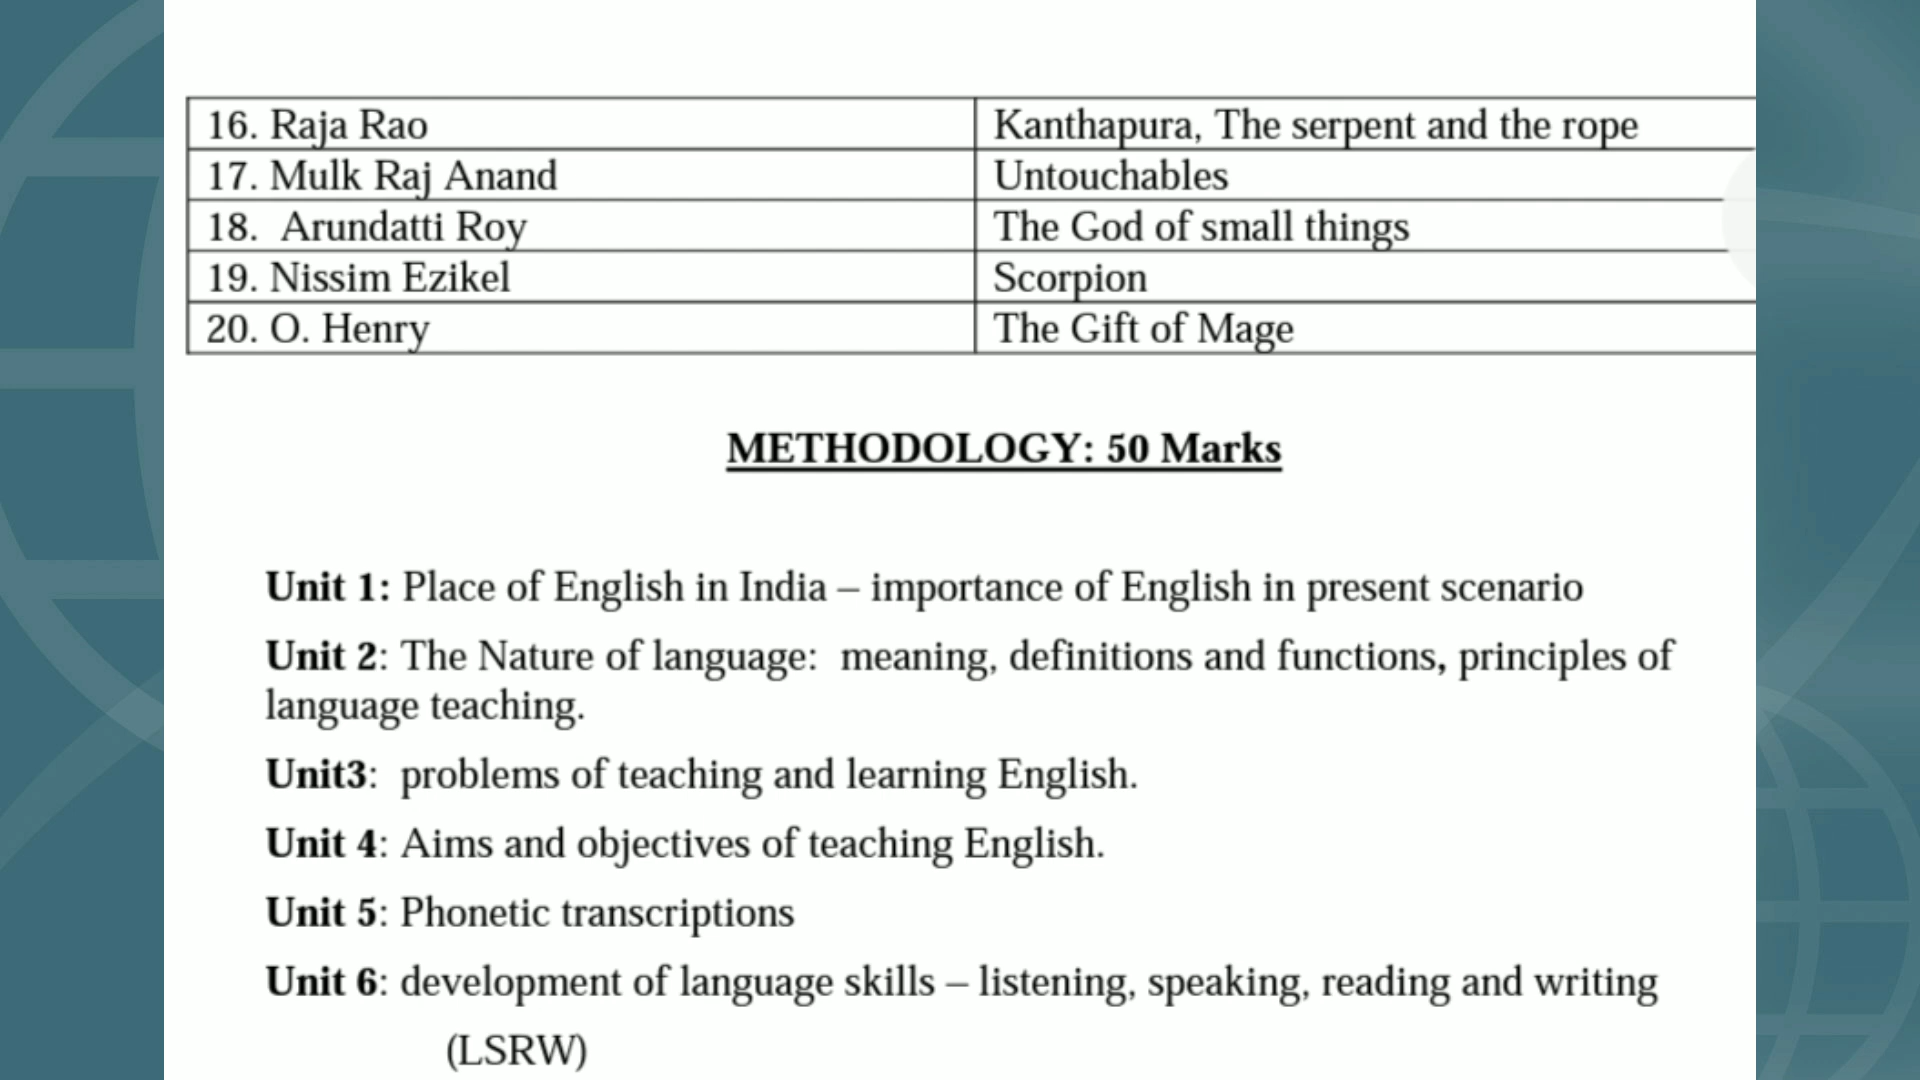 16. Raja Rao Kanthapura, The serpent and the rope
17. Mulk Raj Anand Untouchables
18. Arundatti Roy The God of small things
19. Nissim Ezikel Scorpion
20. O. Henry The Gift of Mage
METHODOLOGY: 50 Marks
Unit 1: Place of English in India – importance of English in present scenario
Unit 2: The Nature of language: meaning, definitions and functions, principles of
language teaching.
Unit3: problems of teaching and learning English.
Unit 4: Aims and objectives of teaching English.
Unit 5: Phonetic transcriptions
Unit 6: development of language skills – listening, speaking, reading and writing
(LSRW)